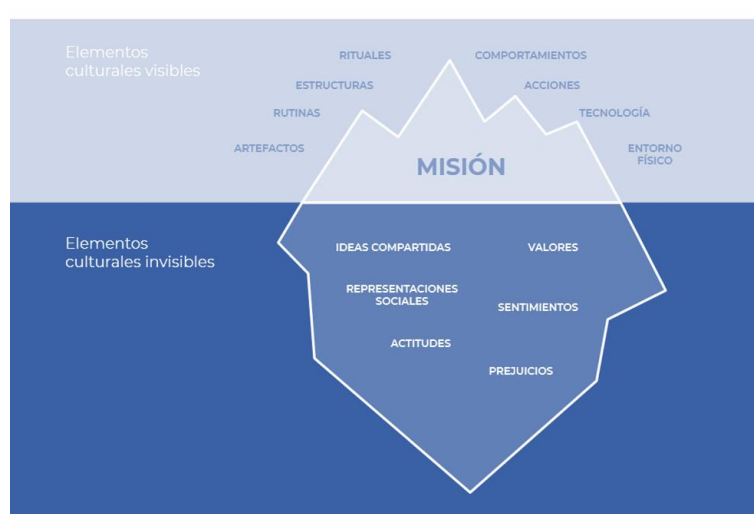 Elementos
culturales visibles
RITUALES
COMPORTAMIENTOS
ESTRUCTURAS
ACCIONES
RUTINAS
TECNOLOGÍA
ARTEFACTOS
ENTORNO
FÍSICO
MISIÓN
Elementos
culturales invisibles
IDEAS COMPARTIDAS
VALORES
REPRESENTACIONES
SOCIALES
SENTIMIENTOS
ACTITUDES
PREJUICIOS